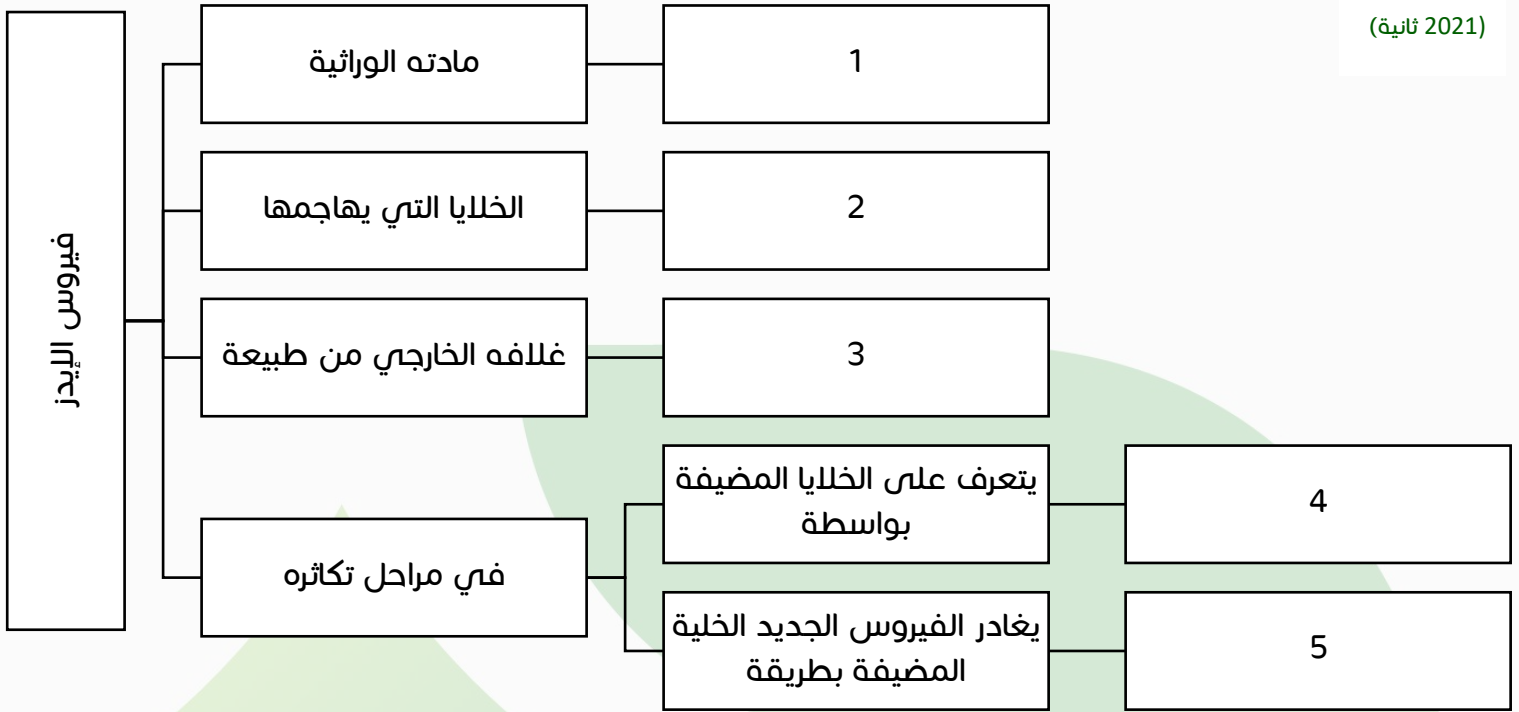 (2021 ثانية)
فيروس الإيدز
مادته الوراثية
1
الخلايا التي يهاجمها
2
غلافه الخارجي من طبيعة
3
في مراحل تكاثره
يتعرف على الخلايا المضيفة
بواسطة
4
يغادر الفيروس الجديد الخلية
المضيفة بطريقة
5